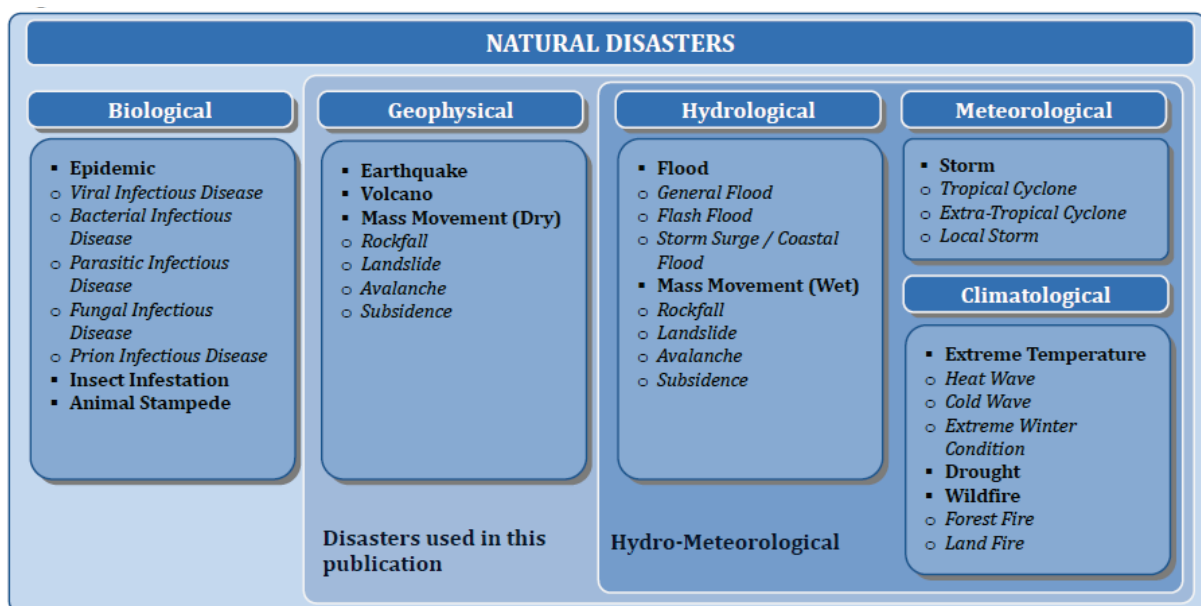 NATURAL DISASTERS
Biological
▪ Epidemic
o Viral Infectious Disease
o Bacterial Infectious
Disease
o Parasitic Infectious
Disease
o Fungal Infectious
Disease
o Prion Infectious Disease
▪ Insect Infestation
▪ Animal Stampede
Geophysical
▪ Earthquake
▪ Volcano
▪ Mass Movement (Dry)
o Rockfall
o Landslide
o Avalanche
o Subsidence
Disasters used in this
publication
Hydrological
▪ Flood
o General Flood
o Flash Flood
o Storm Surge / Coastal
Flood
▪ Mass Movement (Wet)
o Rockfall
o Landslide
o Avalanche
o Subsidence
Hydro-Meteorological
Meteorological
▪ Storm
o Tropical Cyclone
o Extra-Tropical Cyclone
o Local Storm
Climatological
▪ Extreme Temperature
o Heat Wave
o Cold Wave
o Extreme Winter
Condition
▪ Drought
▪ Wildfire
o Forest Fire
o Land Fire